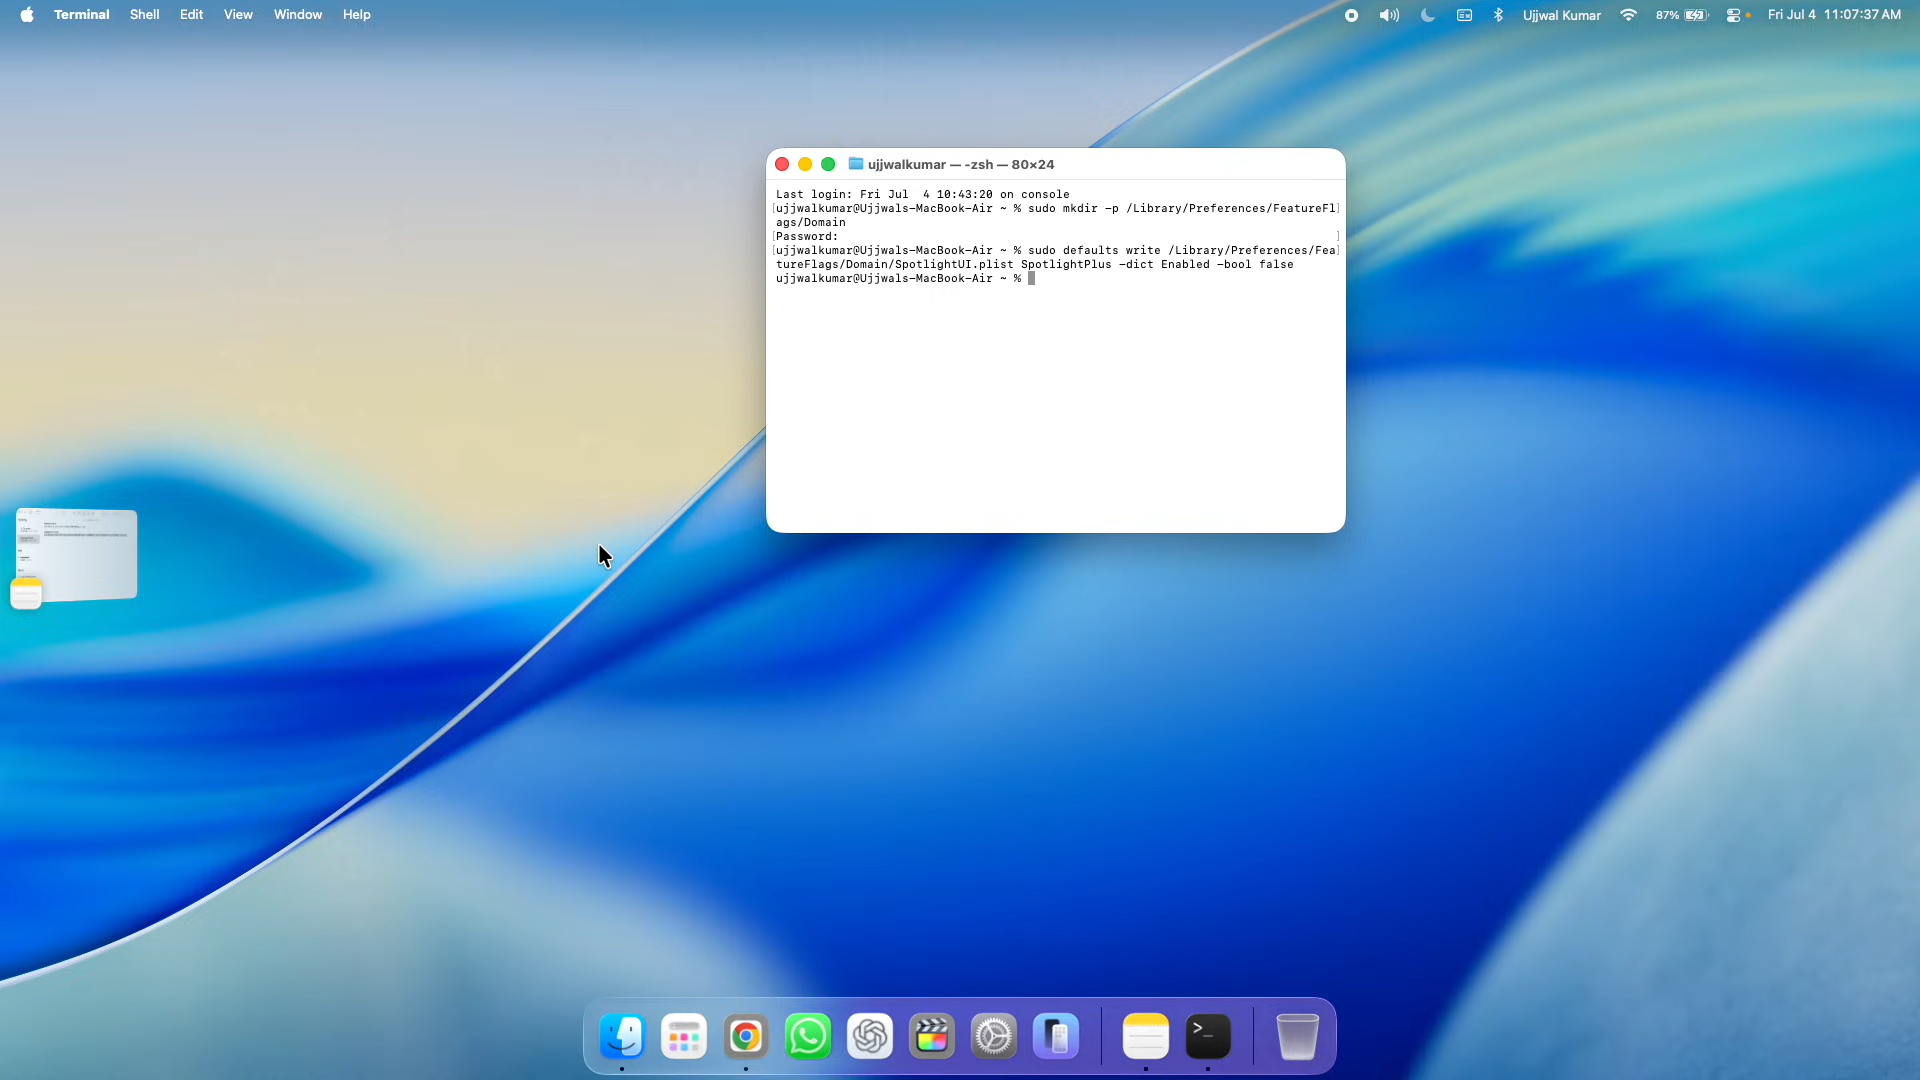 Terminal Shell Edit View Window Help Ujjwal Kumar 87% Fri Jul 4 11:07:37 AM
ujjwalkumar — -zsh — 80×24
Last login: Fri Jul  4 10:43:20 on console
[ujjwalkumar@Ujjwals-MacBook-Air ~ % sudo mkdir -p /Library/Preferences/FeatureFl]
ags/Domain
[Password: ]
[ujjwalkumar@Ujjwals-MacBook-Air ~ % sudo defaults write /Library/Preferences/Fea]
tureFlags/Domain/SpotlightUI.plist SpotlightPlus -dict Enabled -bool false
ujjwalkumar@Ujjwals-MacBook-Air ~ %
>_